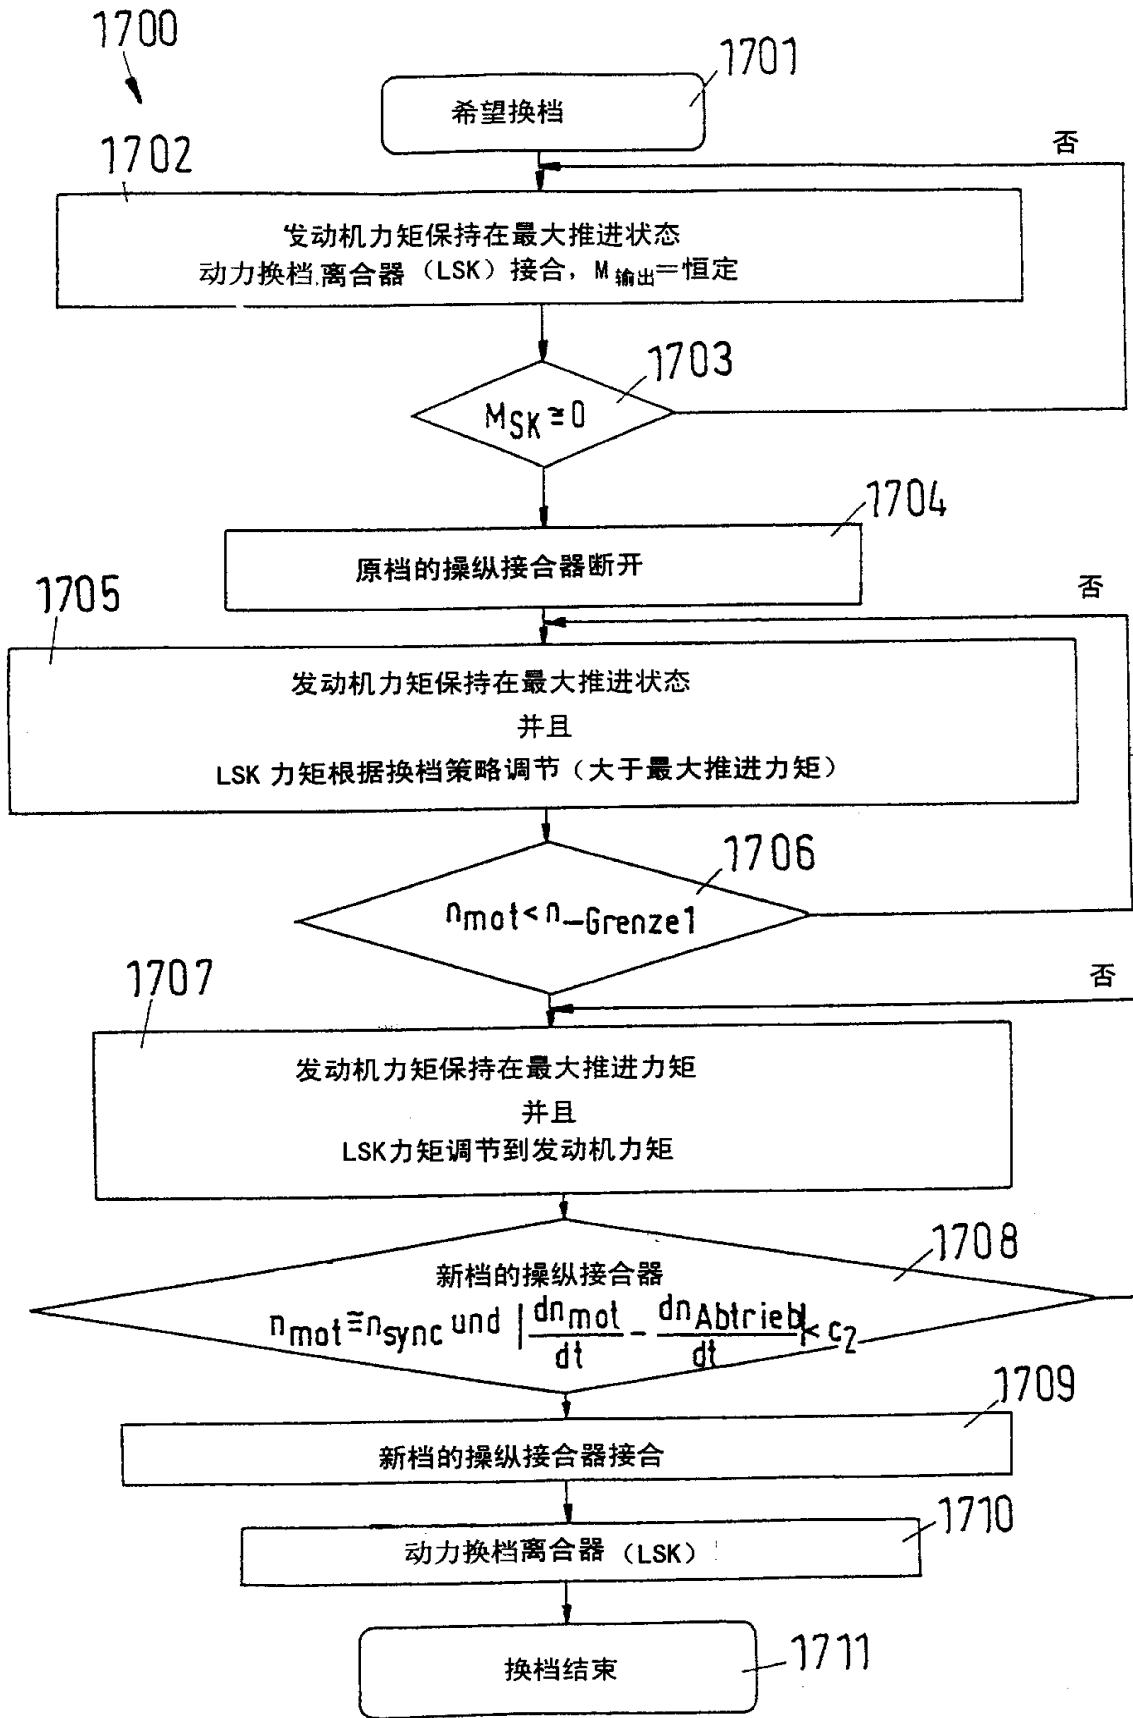 1700
1701
希望换档
否
1702
发动机力矩保持在最大推进状态
动力换档.离合器（LSK）接合，M输出=恒定
1703
MSK≅0
1704
原档的操纵接合器断开
1705
否
发动机力矩保持在最大推进状态
并且
LSK 力矩根据换档策略调节（大于最大推进力矩）
1706
nmot<n–Grenze1
1707
否
发动机力矩保持在最大推进力矩
并且
LSK力矩调节到发动机力矩
1708
新档的操纵接合器
nmot≅nsync und |dnmot/dt - dnAbtrieb/dt|< c2
1709
新档的操纵接合器接合
1710
动力换档离合器（LSK）
1711
换档结束